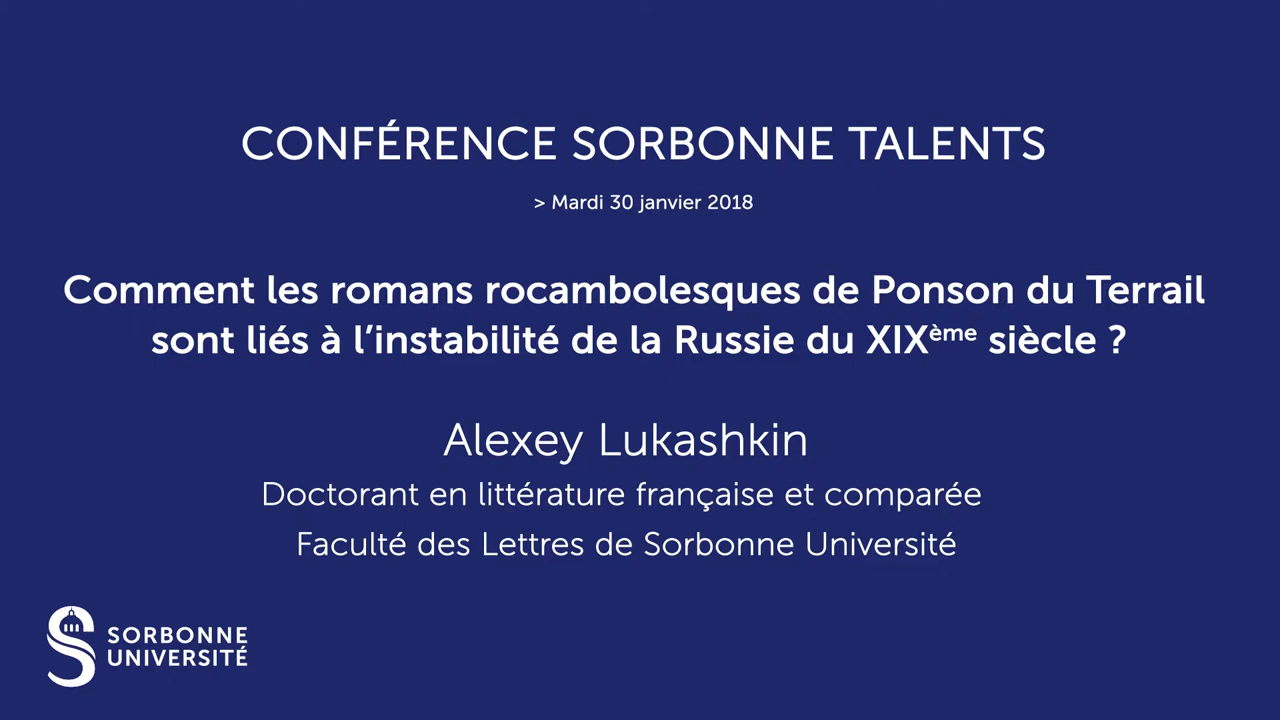 CONFÉRENCE SORBONNE TALENTS
> Mardi 30 janvier 2018
Comment les romans rocambolesques de Ponson du Terrail
sont liés à l’instabilité de la Russie du XIXème siècle ?
Alexey Lukashkin
Doctorant en littérature française et comparée
Faculté des Lettres de Sorbonne Université
SORBONNE
UNIVERSITÉ